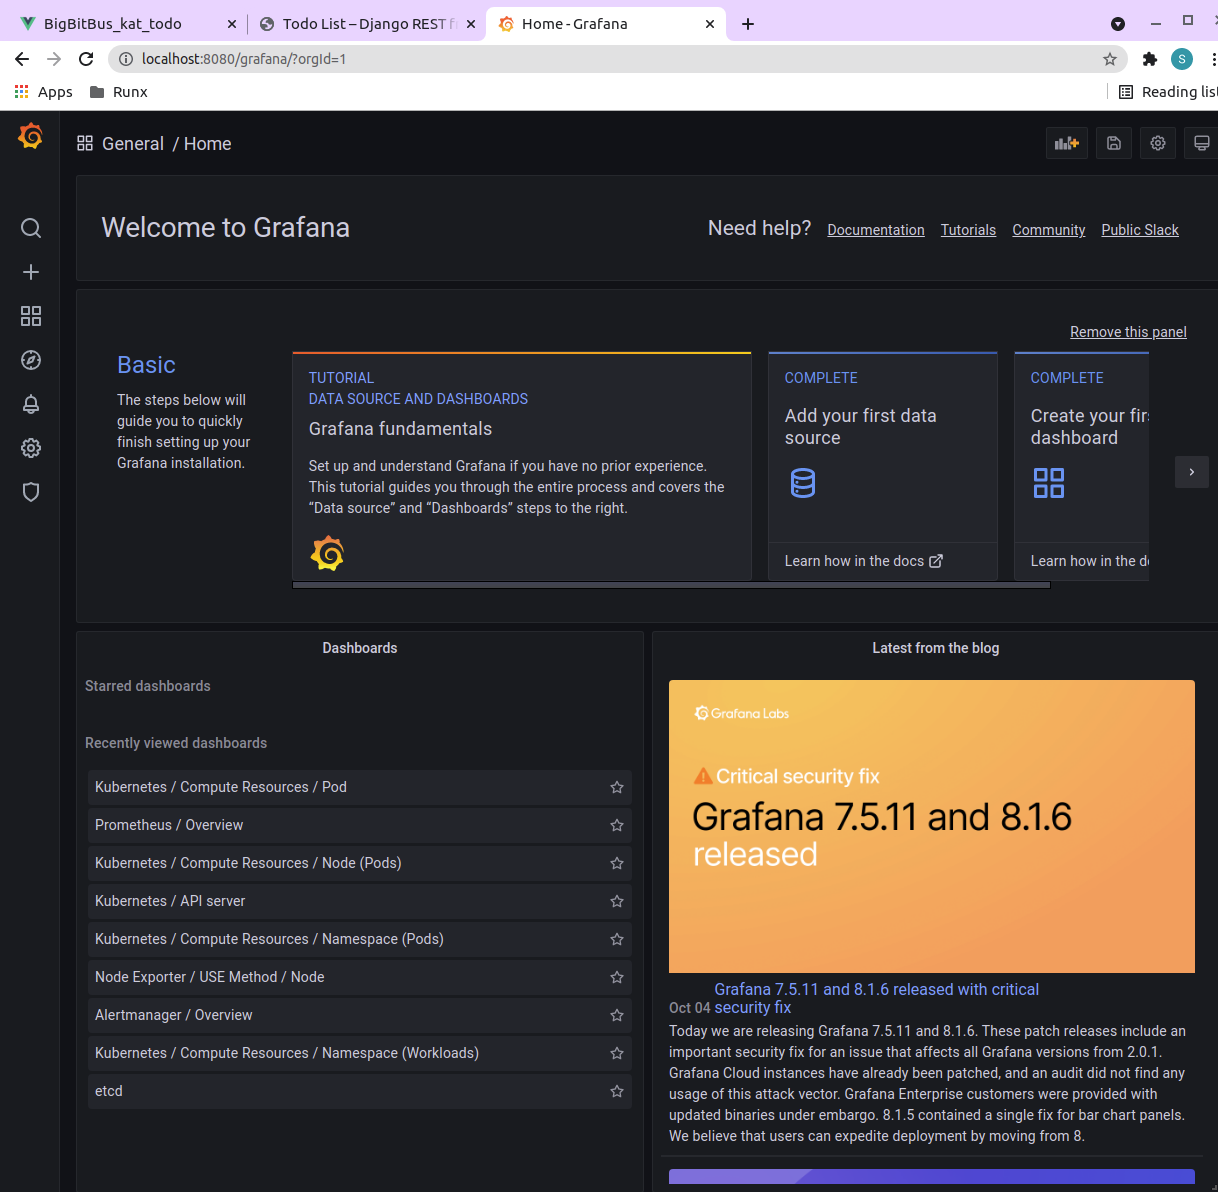 BigBitBus_kat_todo
Todo List – Django REST f
Home - Grafana
localhost:8080/grafana/?orgId=1
S
Apps
Runx
Reading list
General / Home
Welcome to Grafana
Need help?
Documentation
Tutorials
Community
Public Slack
Remove this panel
Basic
The steps below will
guide you to quickly
finish setting up your
Grafana installation.
TUTORIAL
DATA SOURCE AND DASHBOARDS
Grafana fundamentals
Set up and understand Grafana if you have no prior experience.
This tutorial guides you through the entire process and covers the
“Data source” and “Dashboards” steps to the right.
COMPLETE
Add your first data
source
Learn how in the docs
COMPLETE
Create your firs
dashboard
Learn how in the do
Dashboards
Starred dashboards
Recently viewed dashboards
Kubernetes / Compute Resources / Pod
Prometheus / Overview
Kubernetes / Compute Resources / Node (Pods)
Kubernetes / API server
Kubernetes / Compute Resources / Namespace (Pods)
Node Exporter / USE Method / Node
Alertmanager / Overview
Kubernetes / Compute Resources / Namespace (Workloads)
etcd
Latest from the blog
Grafana Labs
Critical security fix
Grafana 7.5.11 and 8.1.6
released
Grafana 7.5.11 and 8.1.6 released with critical
Oct 04 security fix
Today we are releasing Grafana 7.5.11 and 8.1.6. These patch releases include an
important security fix for an issue that affects all Grafana versions from 2.0.1.
Grafana Cloud instances have already been patched, and an audit did not find any
usage of this attack vector. Grafana Enterprise customers were provided with
updated binaries under embargo. 8.1.5 contained a single fix for bar chart panels.
We believe that users can expedite deployment by moving from 8.